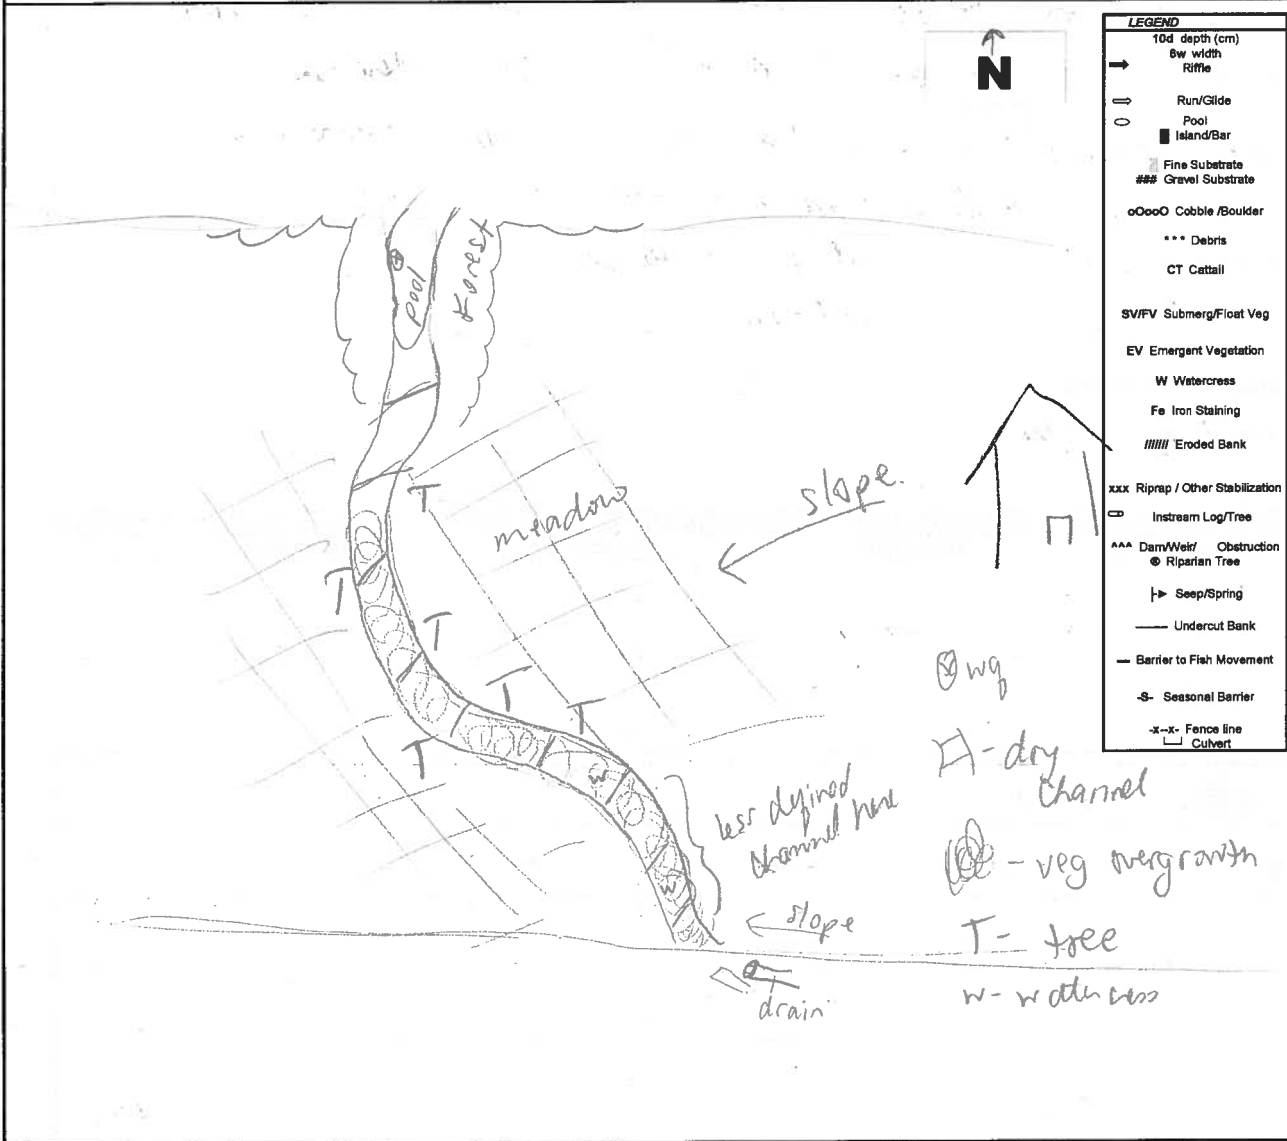 N
LEGEND
10d depth (cm)
6w width
Riffle
Run/Glide
Pool
Island/Bar
Fine Substrate
### Gravel Substrate
oOooO Cobble /Boulder
*** Debris
CT Cattail
SV/FV Submerg/Float Veg
EV Emergent Vegetation
W Watercress
Fe Iron Staining
/////// Eroded Bank
xxx Riprap / Other Stabilization
Instream Log/Tree
^^^ Dam/Weir/ Obstruction
Riparian Tree
Seep/Spring
Undercut Bank
Barrier to Fish Movement
-S- Seasonal Barrier
-x--x- Fence line
Culvert
pool
Forest
T
meadow
slope.
T
T
T
T
T
w
w
less defined
channel here
slope
drain
wq
- dry
channel
- veg overgrowth
T - tree
w - watercress